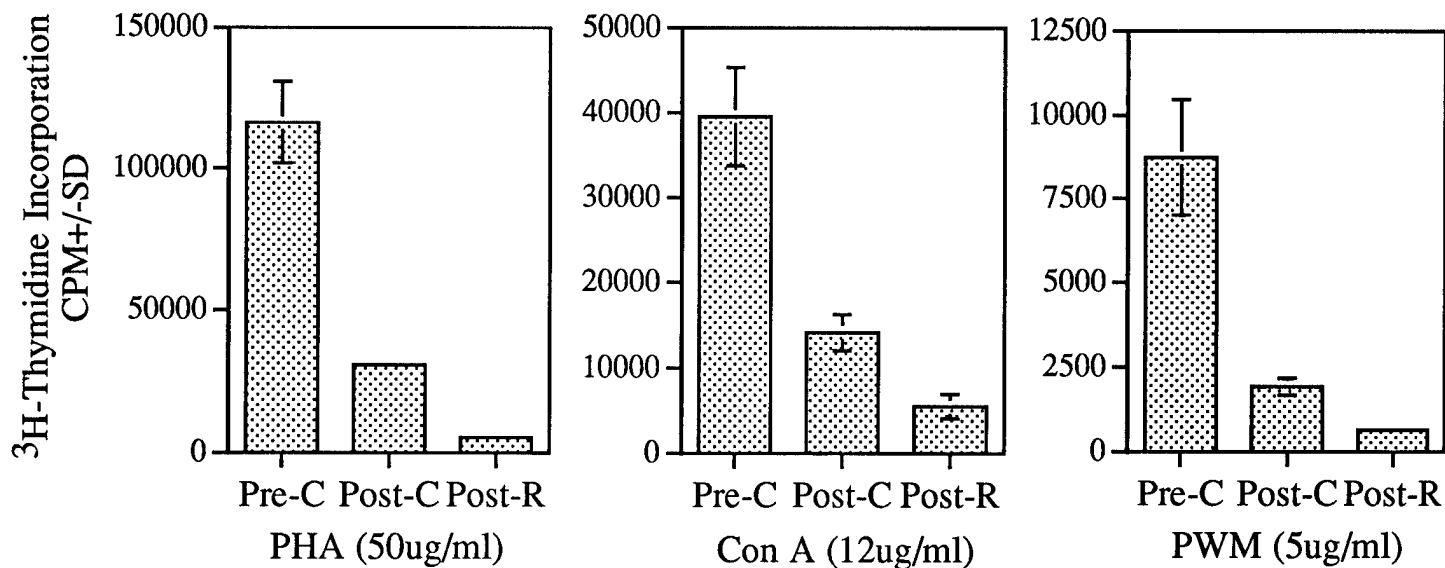 ³H-Thymidine Incorporation
CPM+/-SD
150000
100000
50000
0
Pre-C Post-C Post-R
PHA (50ug/ml)
50000
40000
30000
20000
10000
0
Pre-C Post-C Post-R
Con A (12ug/ml)
12500
10000
7500
5000
2500
0
Pre-C Post-C Post-R
PWM (5ug/ml)